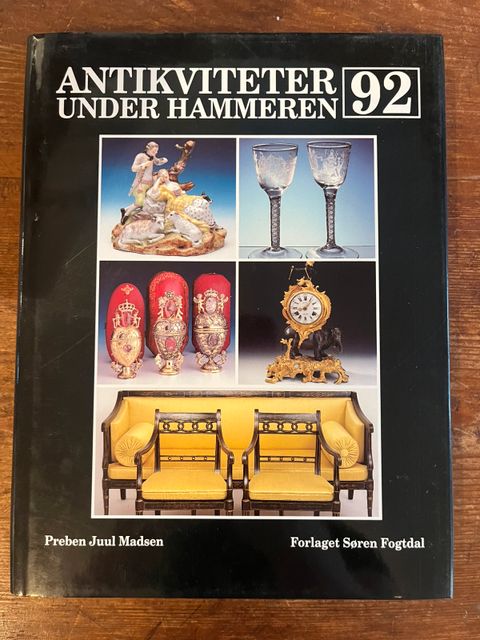 ANTIKVITETER
UNDER HAMMEREN 92
Preben Juul Madsen
Forlaget Søren Fogtdal